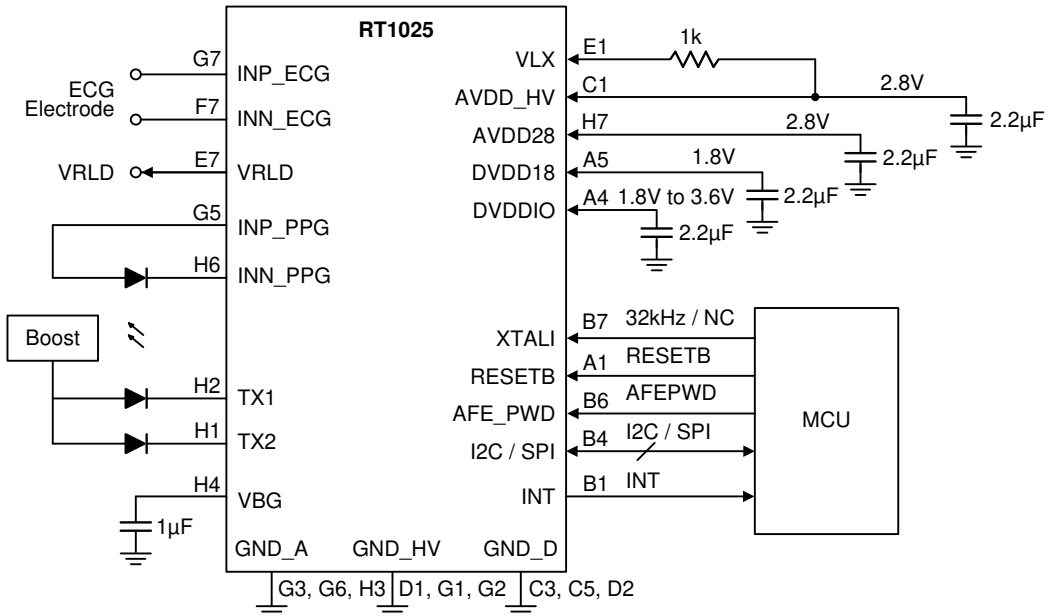 RT1025
ECG
Electrode
G7
INP_ECG
F7
INN_ECG
VRLD
E7
VRLD
G5
INP_PPG
H6
INN_PPG
Boost
H2
TX1
H1
TX2
H4
VBG
1µF
GND_A
GND_HV
GND_D
G3, G6, H3
D1, G1, G2
C3, C5, D2
VLX
E1
1k
AVDD_HV
C1
2.8V
2.2µF
AVDD28
H7
2.8V
2.2µF
DVDD18
A5
1.8V
2.2µF
DVDDIO
A4
1.8V to 3.6V
2.2µF
XTALI
B7
32kHz / NC
RESETB
A1
RESETB
AFE_PWD
B6
AFEPWD
I2C / SPI
B4
I2C / SPI
INT
B1
INT
MCU